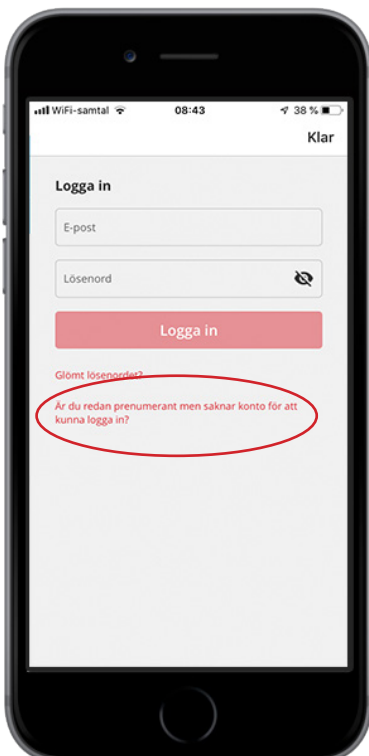 WiFi-samtal 08:43 38 %
Klar
Logga in
E-post
Lösenord
Logga in
Glömt lösenordet?
Är du redan prenumerant men saknar konto för att
kunna logga in?